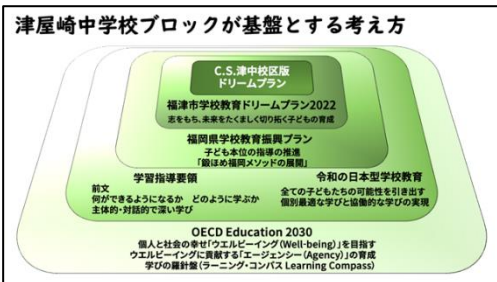 津屋崎中学校ブロックが基盤とする考え方
C.S.津中校区版
ドリームプラン
福津市学校教育ドリームプラン2022
志をもち、未来をたくましく切り拓く子どもの育成
福岡県学校教育振興プラン
子ども本位の指導の推進
「鍛ほめ福岡メソッドの展開」
学習指導要領
前文
何ができるようになるか どのように学ぶか
主体的・対話的で深い学び
令和の日本型学校教育
全ての子どもたちの可能性を引き出す
個別最適な学びと協働的な学びの実現
OECD Education 2030
個人と社会の幸せ「ウエルビーイング(Well-being)」を目指す
ウエルビーイングに貢献する「エージェンシー(Agency)」の育成
学びの羅針盤(ラーニング・コンパス Learning Compass)